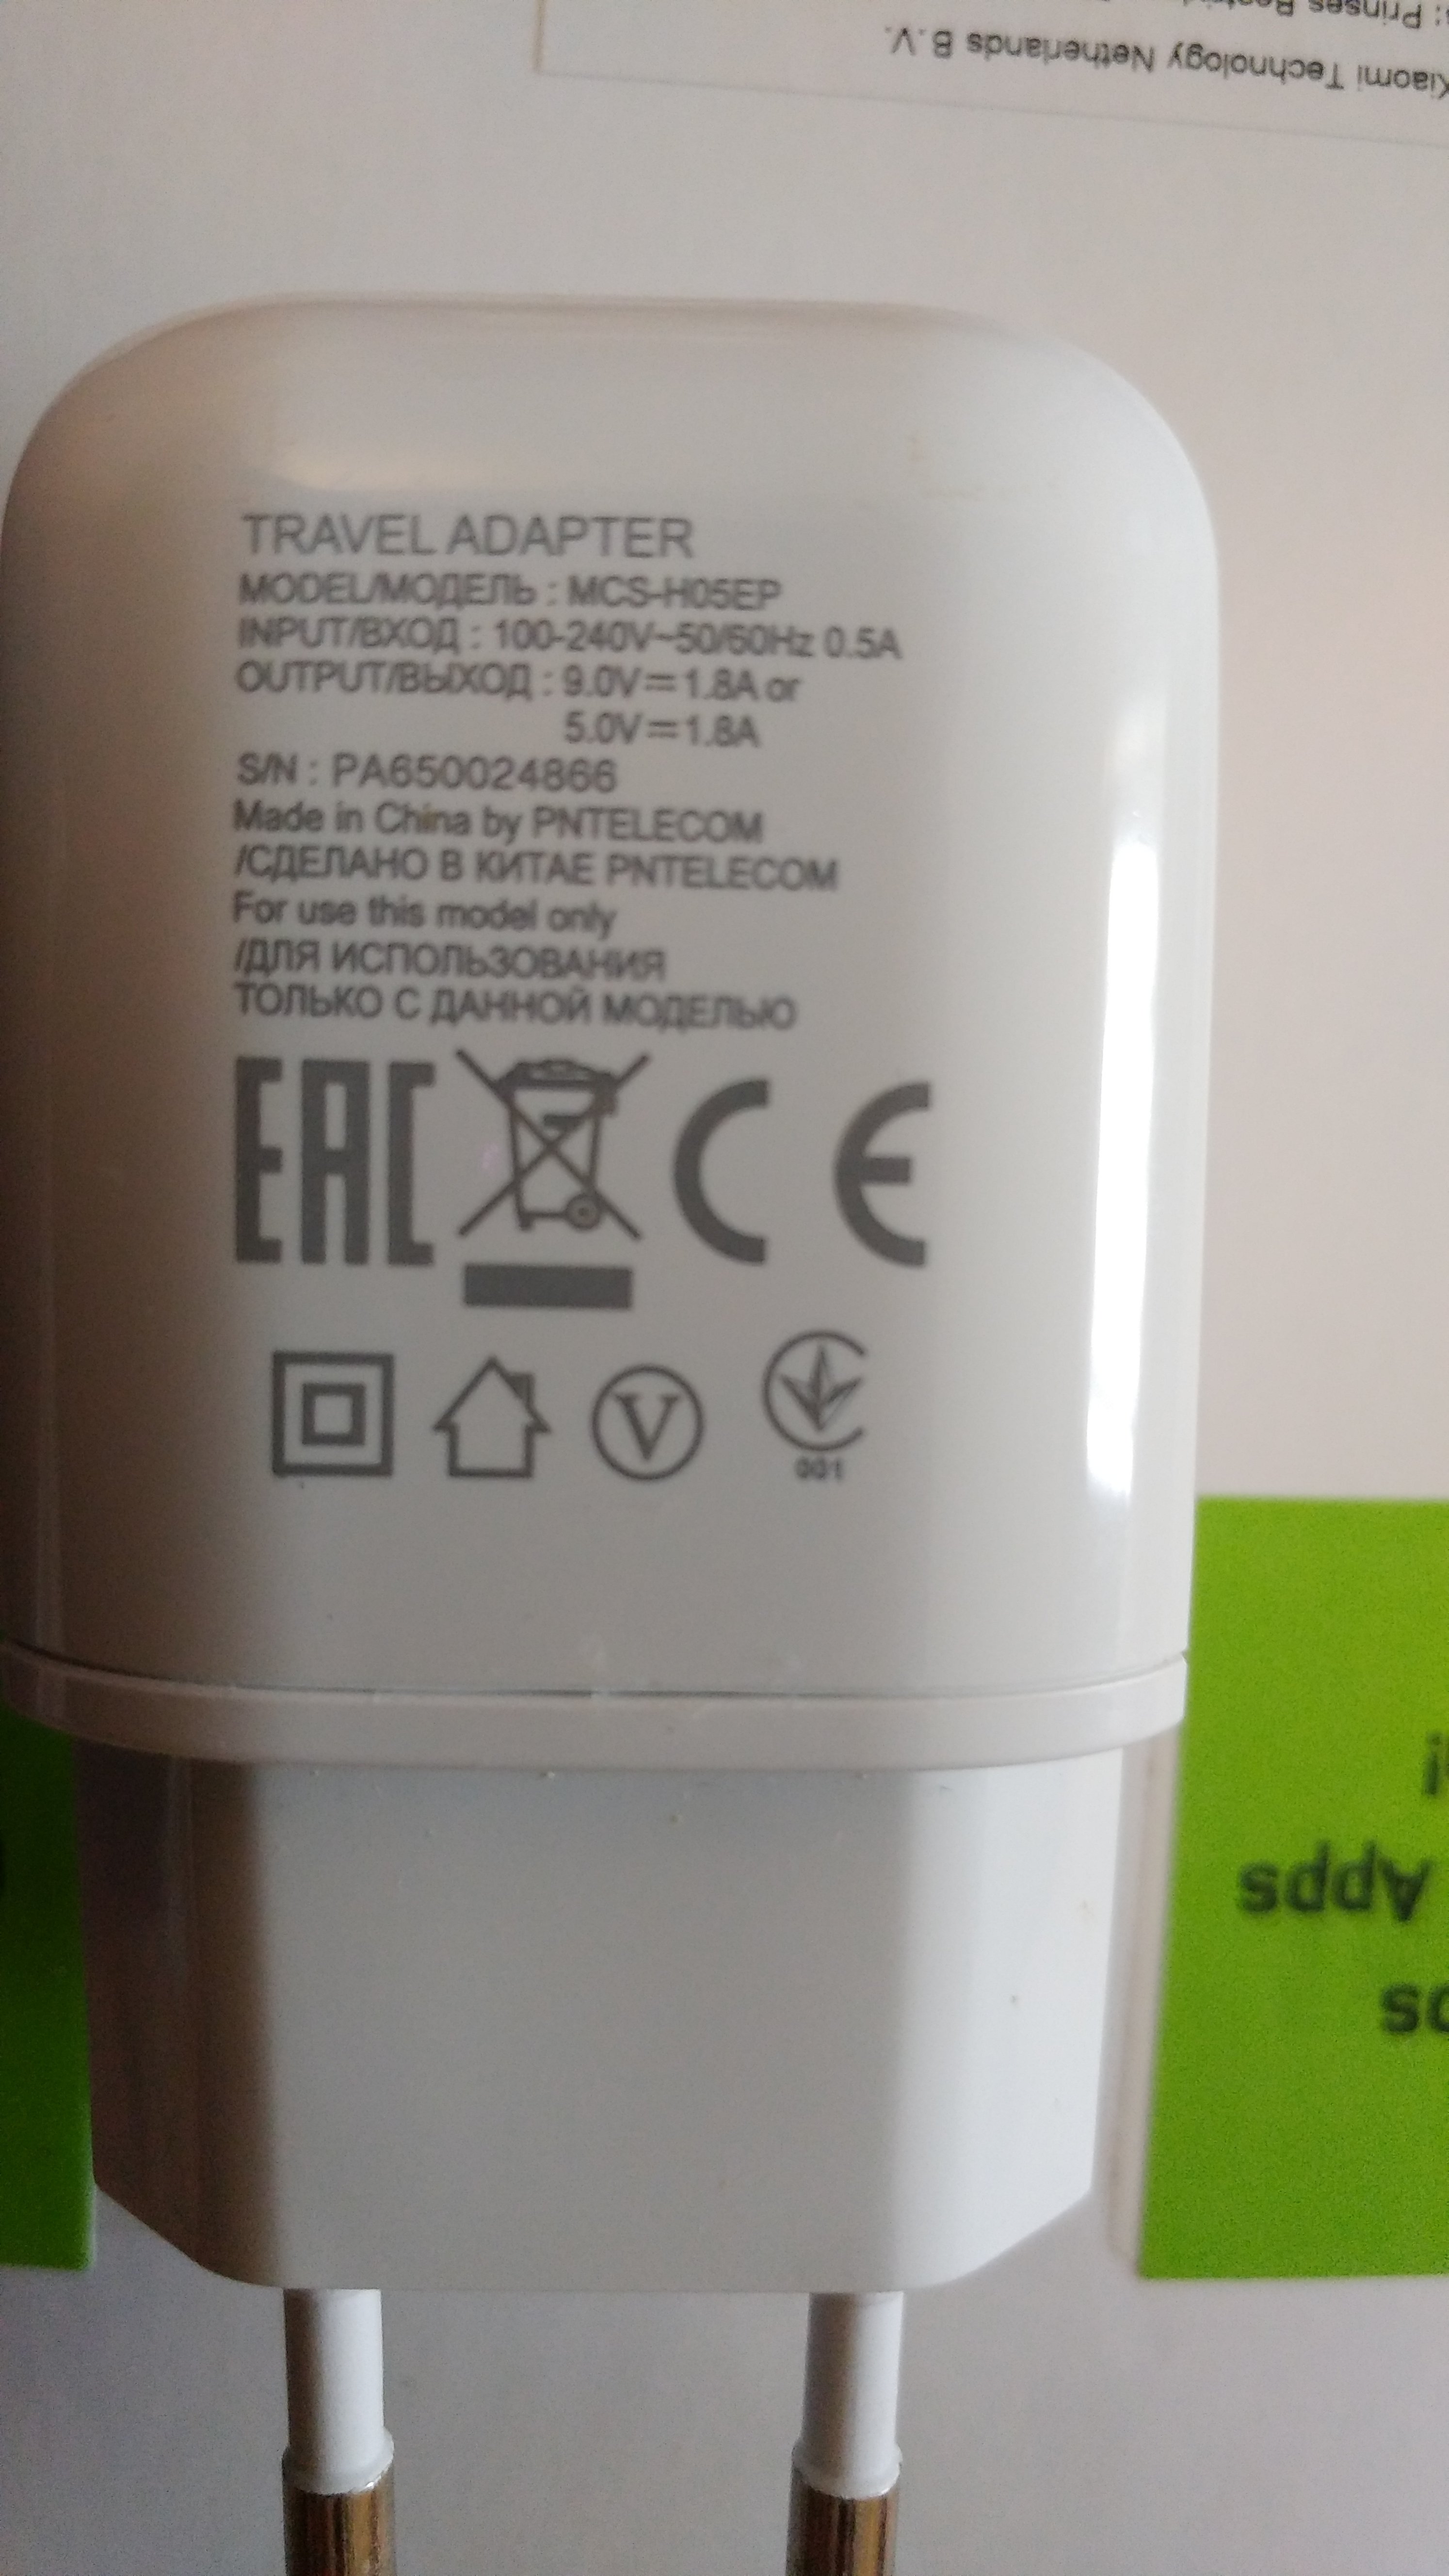 Xiaomi Technology Netherlands B.V.
: Prinses
TRAVEL ADAPTER
MODEL/МОДЕЛЬ : MCS-H05EP
INPUT/ВХОД : 100-240V~50/60Hz 0.5A
OUTPUT/ВЫХОД : 9.0V⎓1.8A or
5.0V⎓1.8A
S/N : PA650024866
Made in China by PNTELECOM
/СДЕЛАНО В КИТАЕ PNTELECOM
For use this model only
/ДЛЯ ИСПОЛЬЗОВАНИЯ
ТОЛЬКО С ДАННОЙ МОДЕЛЬЮ
EAC CE
V
001
Apps